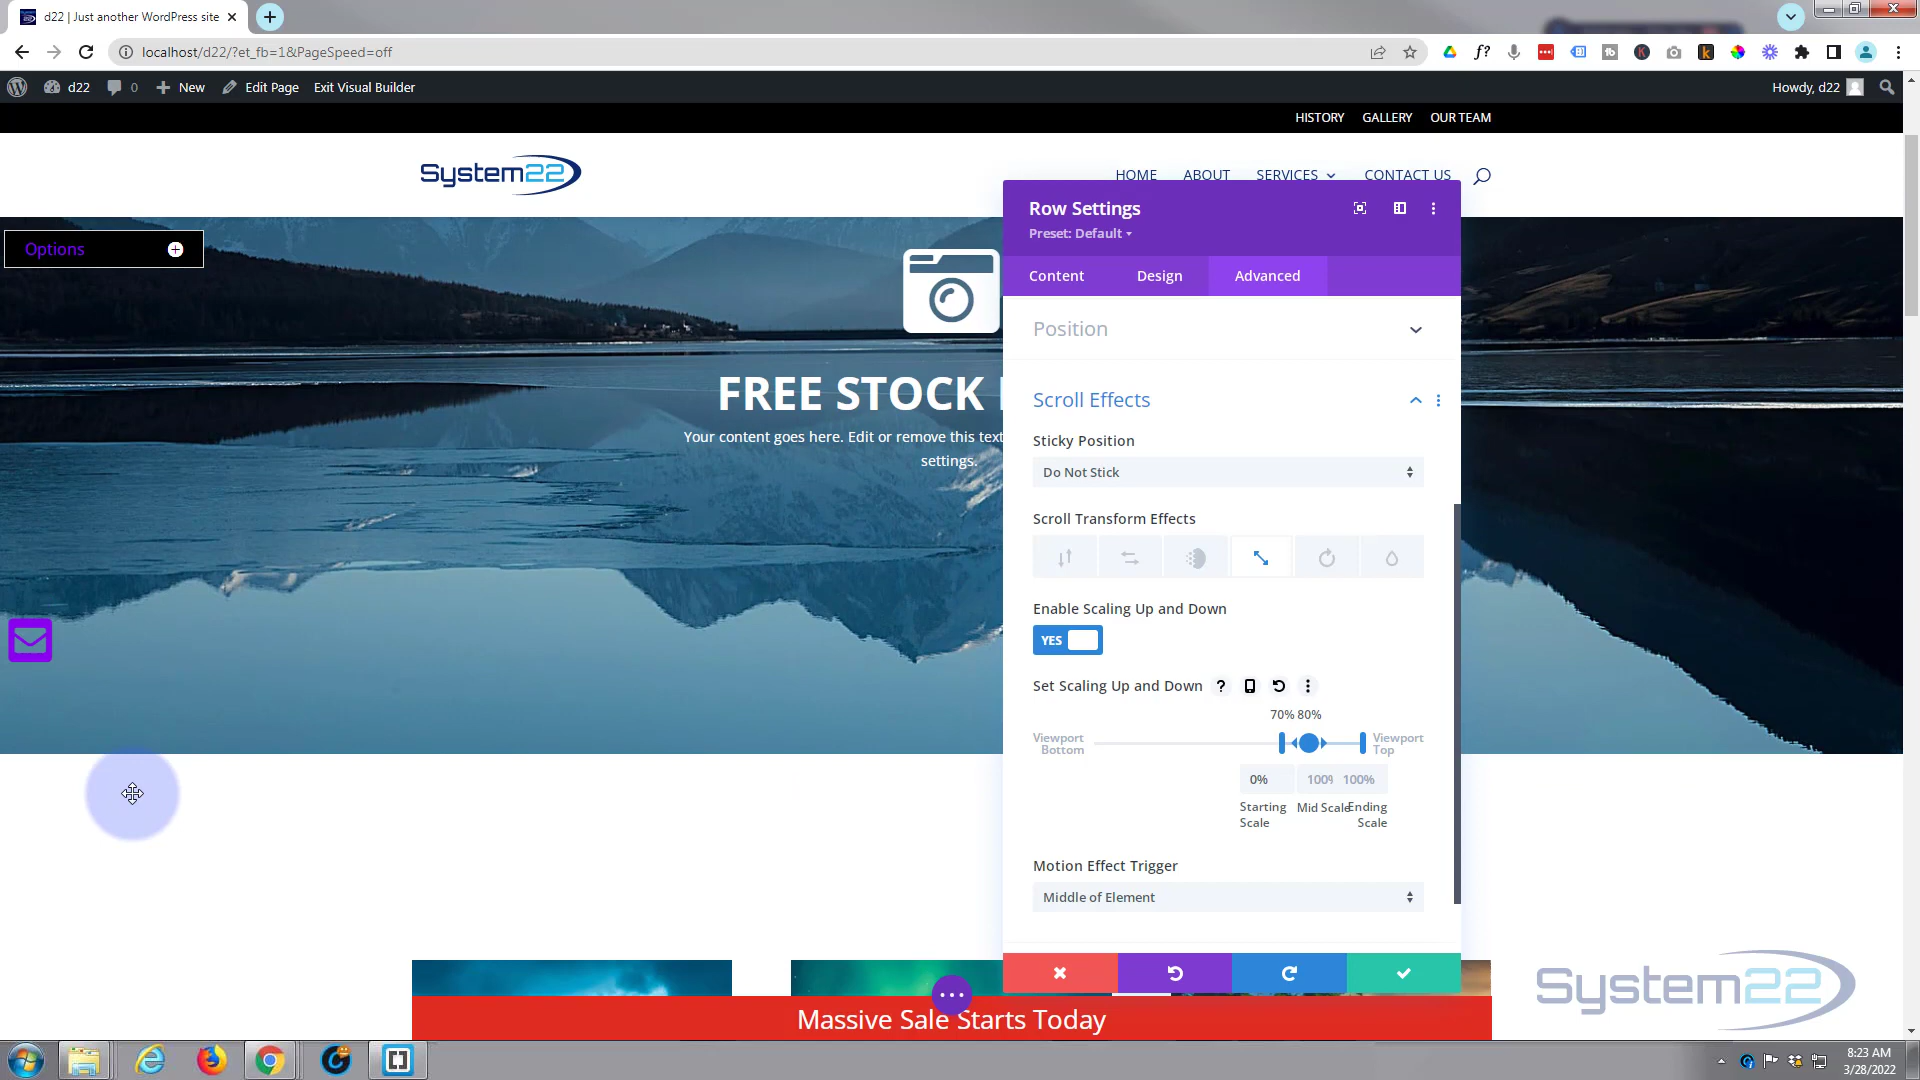 d22 | Just another WordPress site
localhost/d22/?et_fb=1&PageSpeed=off
d22
0
New
Edit Page
Exit Visual Builder
Howdy, d22
HISTORY
GALLERY
OUR TEAM
System22
HOME
ABOUT
SERVICES
CONTACT US
Options
FREE STOCK
Your content goes here. Edit or remove this text
settings.
Row Settings
Preset: Default
Content
Design
Advanced
Position
Scroll Effects
Sticky Position
Do Not Stick
Scroll Transform Effects
Enable Scaling Up and Down
YES
Set Scaling Up and Down
?
70% 80%
Viewport
Bottom
Viewport
Top
0%
100%
100%
Starting
Scale
Mid Scale
Ending
Scale
Motion Effect Trigger
Middle of Element
Massive Sale Starts Today
System22
8:23 AM
3/28/2022